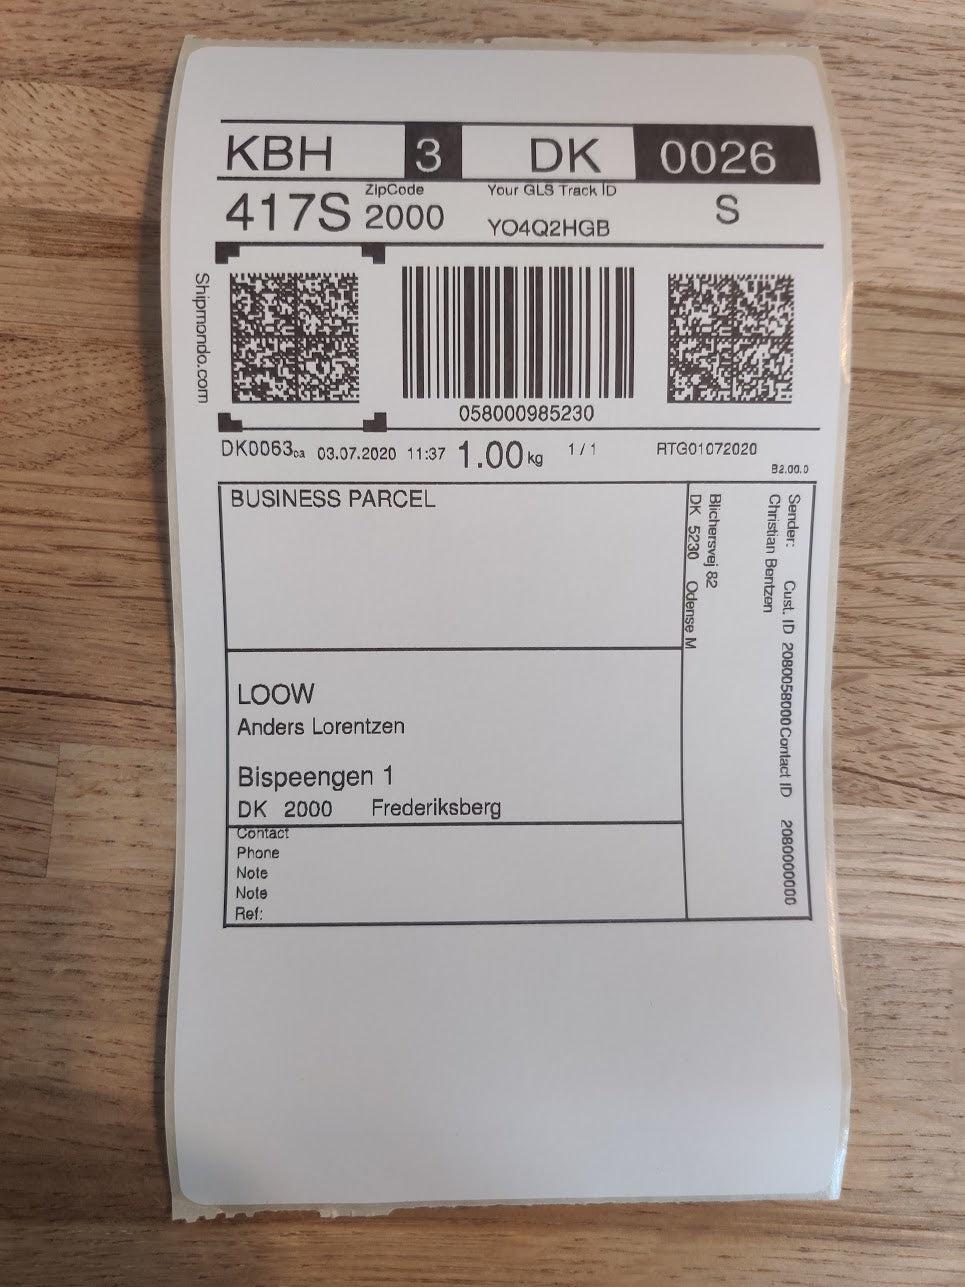 KBH 3 DK 0026
417S ZipCode 2000 Your GLS Track ID YO4Q2HGB S
Shipmondo.com
058000985230
DK0063ca 03.07.2020 11:37 1.00 kg 1/1 RTG01072020
B2.00.0
BUSINESS PARCEL
Sender: Cust. ID 2080058000 Contact ID 2080000000
Christian Bentzen
Blichersvej 82
DK 5230 Odense M
LOOW
Anders Lorentzen
Bispeengen 1
DK 2000 Frederiksberg
Contact
Phone
Note
Note
Ref: